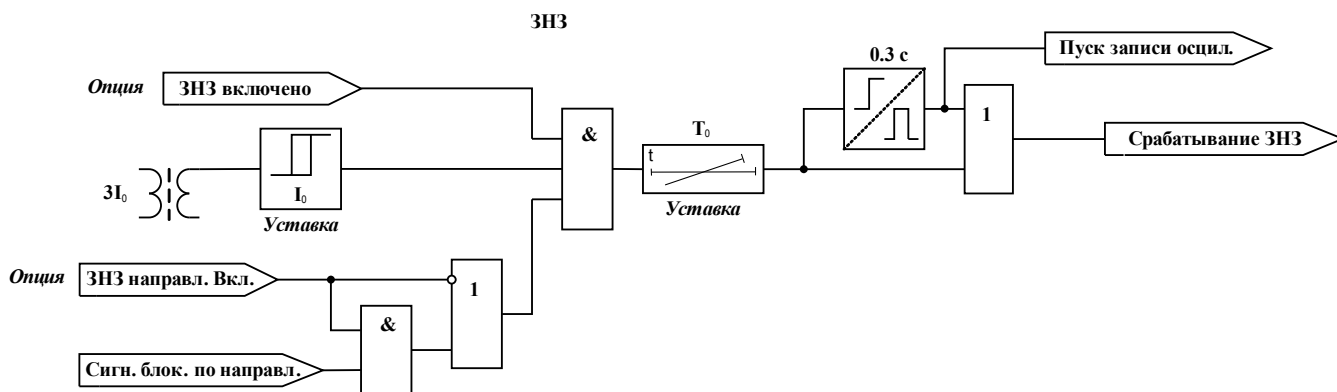 ЗНЗ
Пуск записи осцил.
0.3 с
Опция
ЗНЗ включено
&
T₀
1
Срабатывание ЗНЗ
t
3I₀
I₀
Уставка
Уставка
Опция
ЗНЗ направл. Вкл.
1
&
Сигн. блок. по направл.